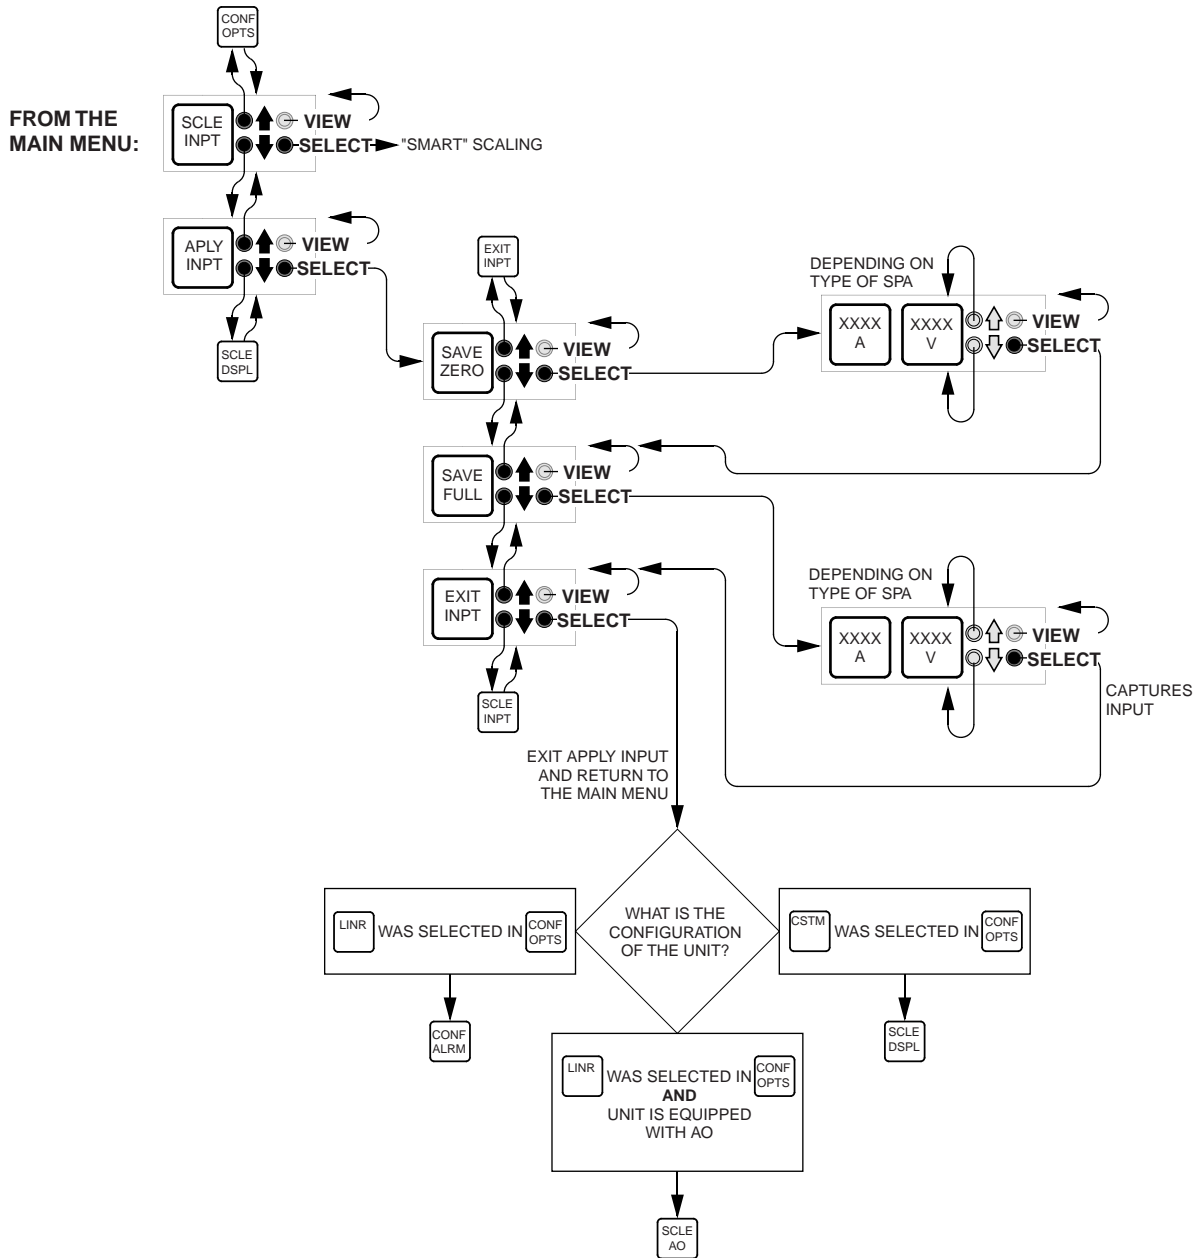 CONF
OPTS
FROM THE
MAIN MENU:
SCLE
INPT
VIEW
SELECT
"SMART" SCALING
APLY
INPT
VIEW
SELECT
SCLE
DSPL
EXIT
INPT
SAVE
ZERO
VIEW
SELECT
DEPENDING ON
TYPE OF SPA
XXXX
A
XXXX
V
VIEW
SELECT
SAVE
FULL
VIEW
SELECT
EXIT
INPT
VIEW
SELECT
DEPENDING ON
TYPE OF SPA
XXXX
A
XXXX
V
VIEW
SELECT
CAPTURES
INPUT
SCLE
INPT
EXIT APPLY INPUT
AND RETURN TO
THE MAIN MENU
WHAT IS THE
CONFIGURATION
OF THE UNIT?
LINR WAS SELECTED IN CONF
OPTS
CSTM WAS SELECTED IN CONF
OPTS
CONF
ALRM
SCLE
DSPL
LINR WAS SELECTED IN CONF
OPTS
AND
UNIT IS EQUIPPED
WITH AO
SCLE
AO